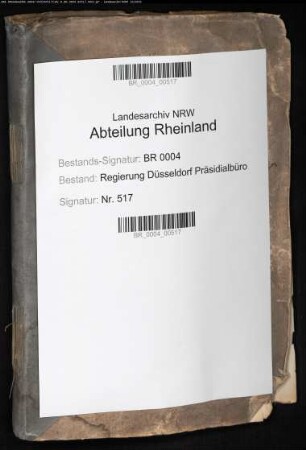 BR_0004_00517
Landesarchiv NRW
Abteilung Rheinland
Bestands-Signatur: BR 0004
Bestand: Regierung Düsseldorf Präsidialbüro
Signatur: Nr. 517
BR_0004_00517